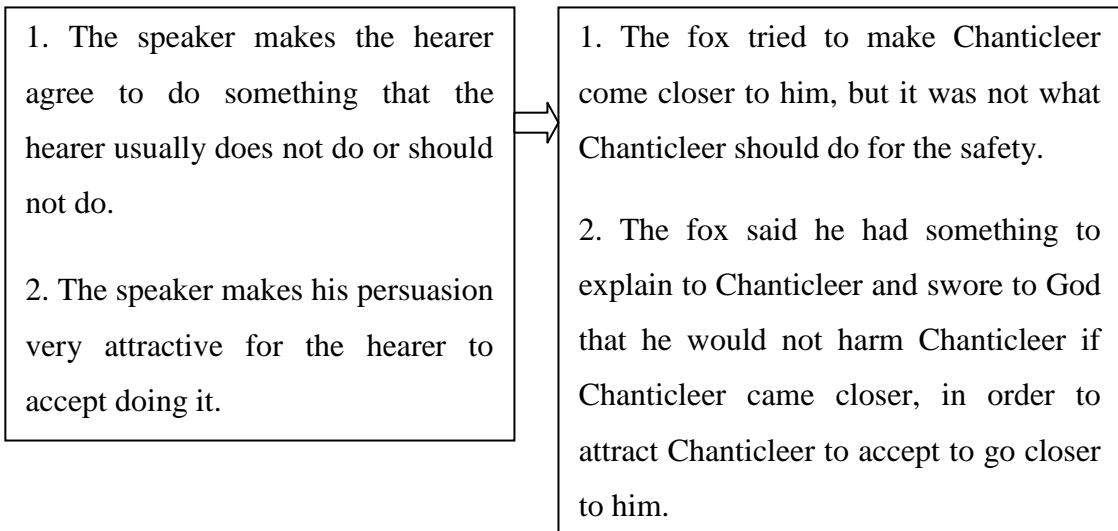 1. The speaker makes the hearer
agree to do something that the
hearer usually does not do or should
not do.
2. The speaker makes his persuasion
very attractive for the hearer to
accept doing it.
1. The fox tried to make Chanticleer
come closer to him, but it was not what
Chanticleer should do for the safety.
2. The fox said he had something to
explain to Chanticleer and swore to God
that he would not harm Chanticleer if
Chanticleer came closer, in order to
attract Chanticleer to accept to go closer
to him.